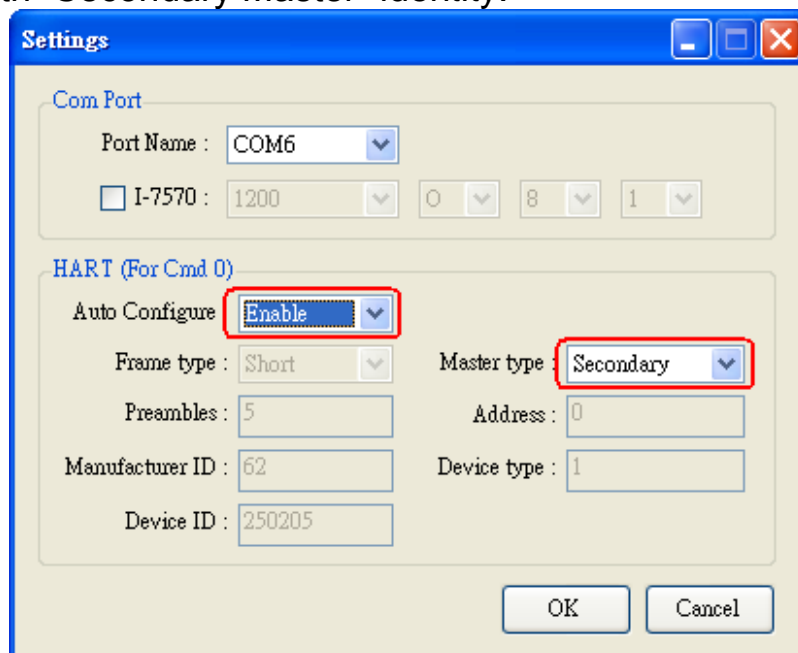 "Secondary Master" identity.
Settings
Com Port
Port Name : COM6
I-7570 : 1200 O 8 1
HART (For Cmd 0)
Auto Configure Enable
Frame type : Short Master type : Secondary
Preambles : 5 Address : 0
Manufacturer ID : 62 Device type : 1
Device ID : 250205
OK Cancel